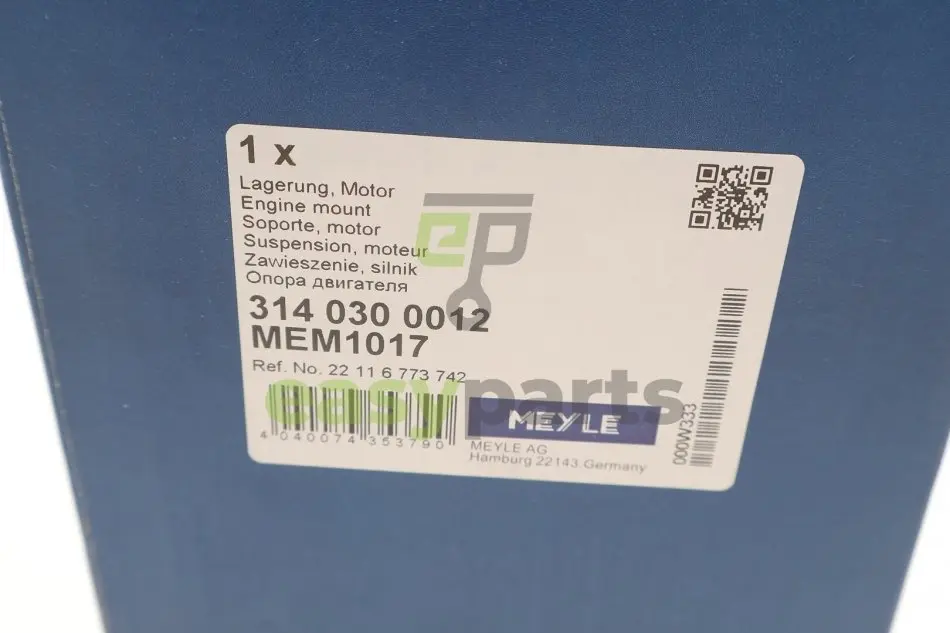 1 x
Lagerung, Motor
Engine mount
Soporte, motor
Suspension, moteur
Zawieszenie, silnik
Опора двигателя
314 030 0012
MEM1017
Ref. No. 22 11 6 773 742
4 040074 353790
MEYLE
MEYLE AG
Hamburg 22143 Germany
000W333
ep
easyparts